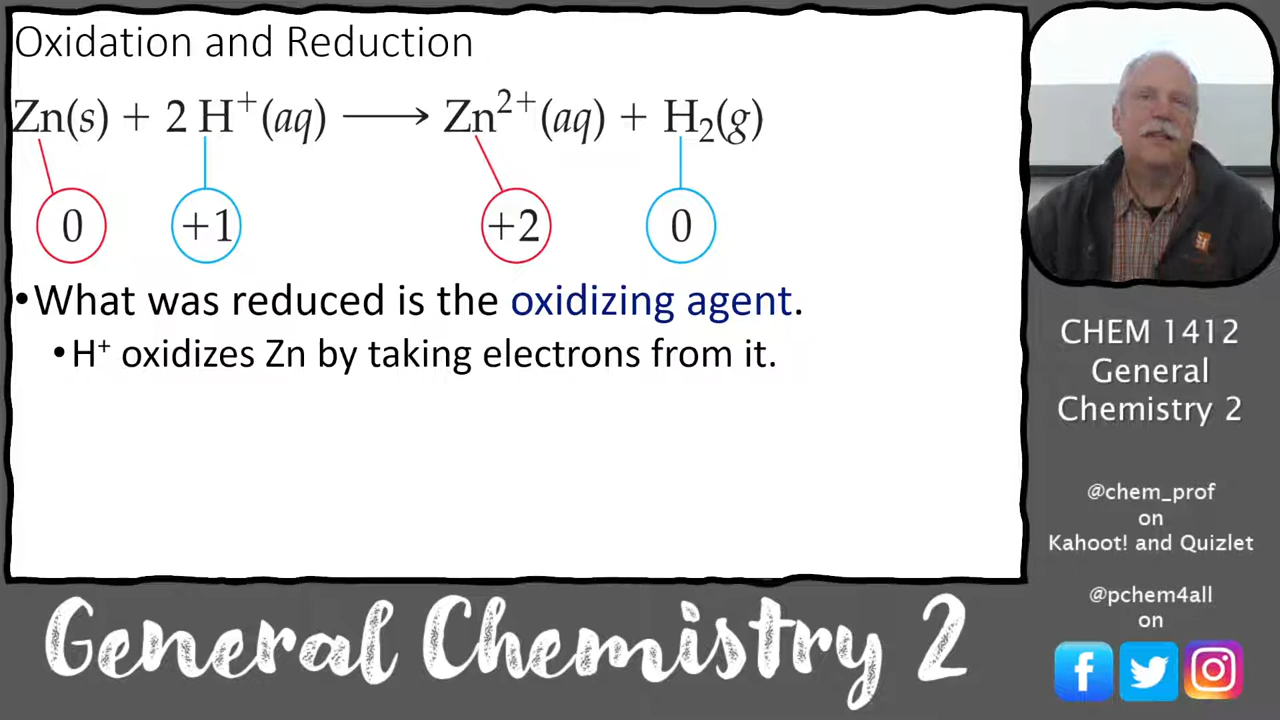 Oxidation and Reduction
Zn(s) + 2 H⁺(aq) ⟶ Zn²⁺(aq) + H₂(g)
0 +1 +2 0
•What was reduced is the oxidizing agent.
•H⁺ oxidizes Zn by taking electrons from it.
CHEM 1412
General
Chemistry 2
@chem_prof
on
Kahoot! and Quizlet
@pchem4all
on
General Chemistry 2